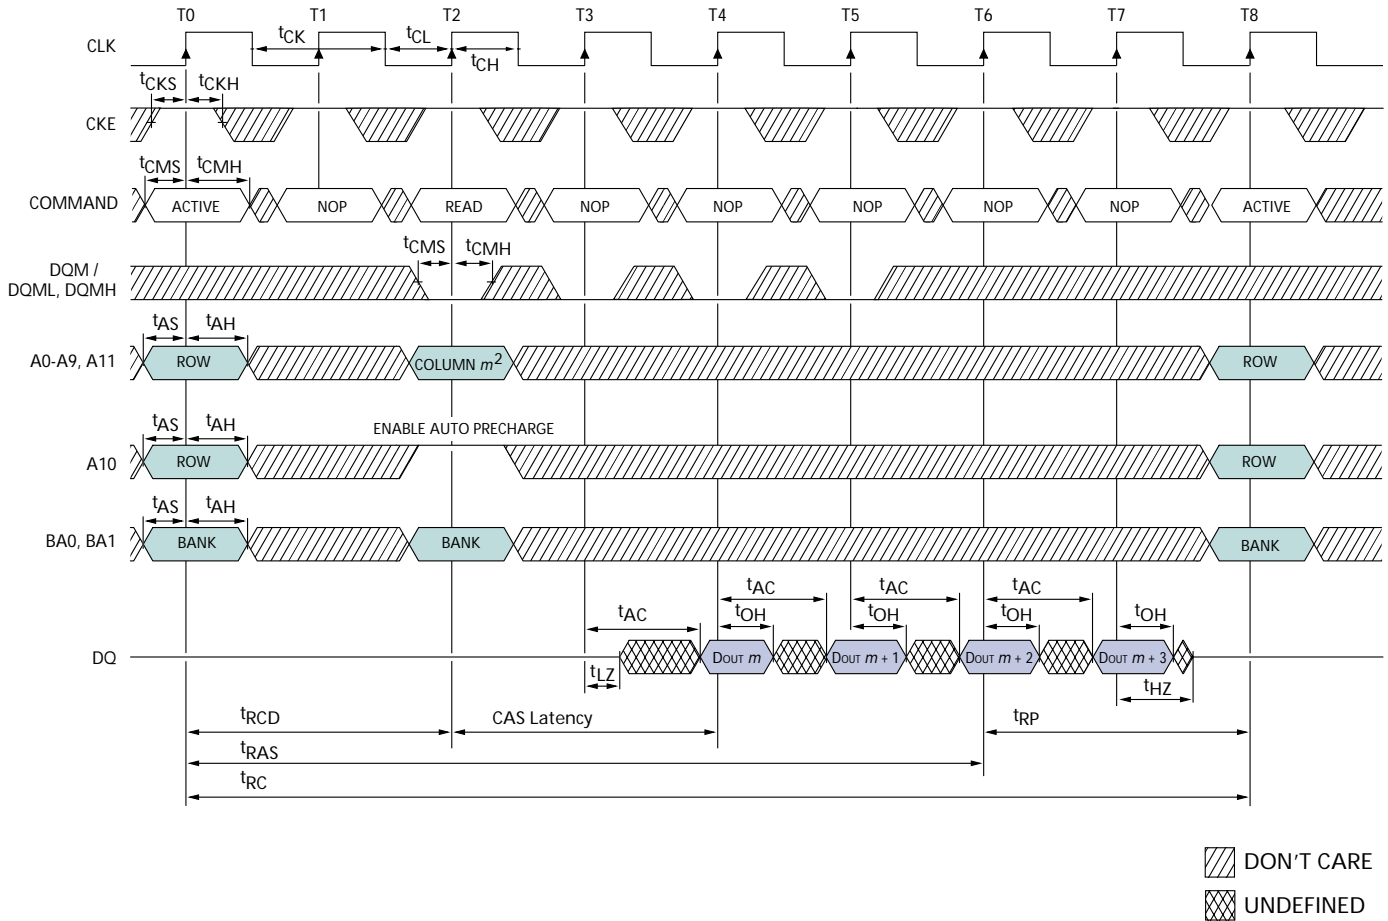 T0 T1 T2 T3 T4 T5 T6 T7 T8
CLK
tCK tCL
tCH
tCKS tCKH
CKE
tCMS tCMH
COMMAND ACTIVE NOP READ NOP NOP NOP NOP NOP ACTIVE
tCMS tCMH
DQM /
DQML, DQMH
tAS tAH
A0-A9, A11 ROW COLUMN m2 ROW
ENABLE AUTO PRECHARGE
tAS tAH
A10 ROW ROW
tAS tAH
BA0, BA1 BANK BANK BANK
tAC tAC tAC
tAC tOH tOH tOH tOH
DQ DOUT m DOUT m + 1 DOUT m + 2 DOUT m + 3
tLZ tHZ
tRCD CAS Latency tRP
tRAS
tRC
DON'T CARE
UNDEFINED